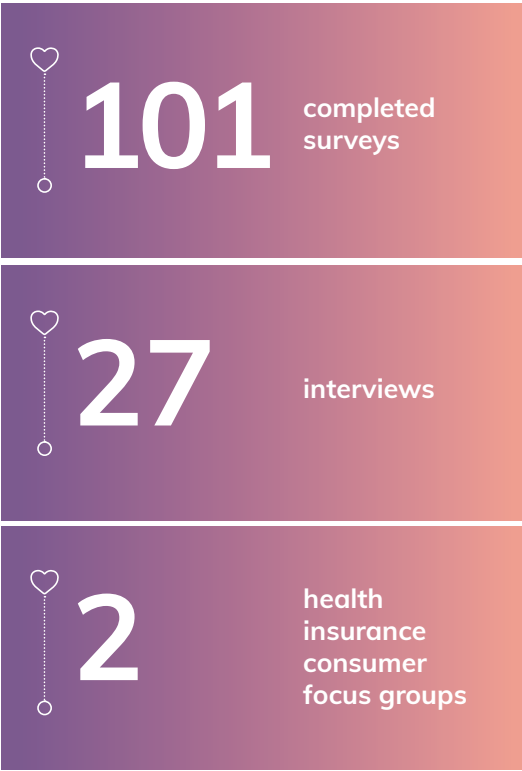 101
completed
surveys
27
interviews
2
health
insurance
consumer
focus groups